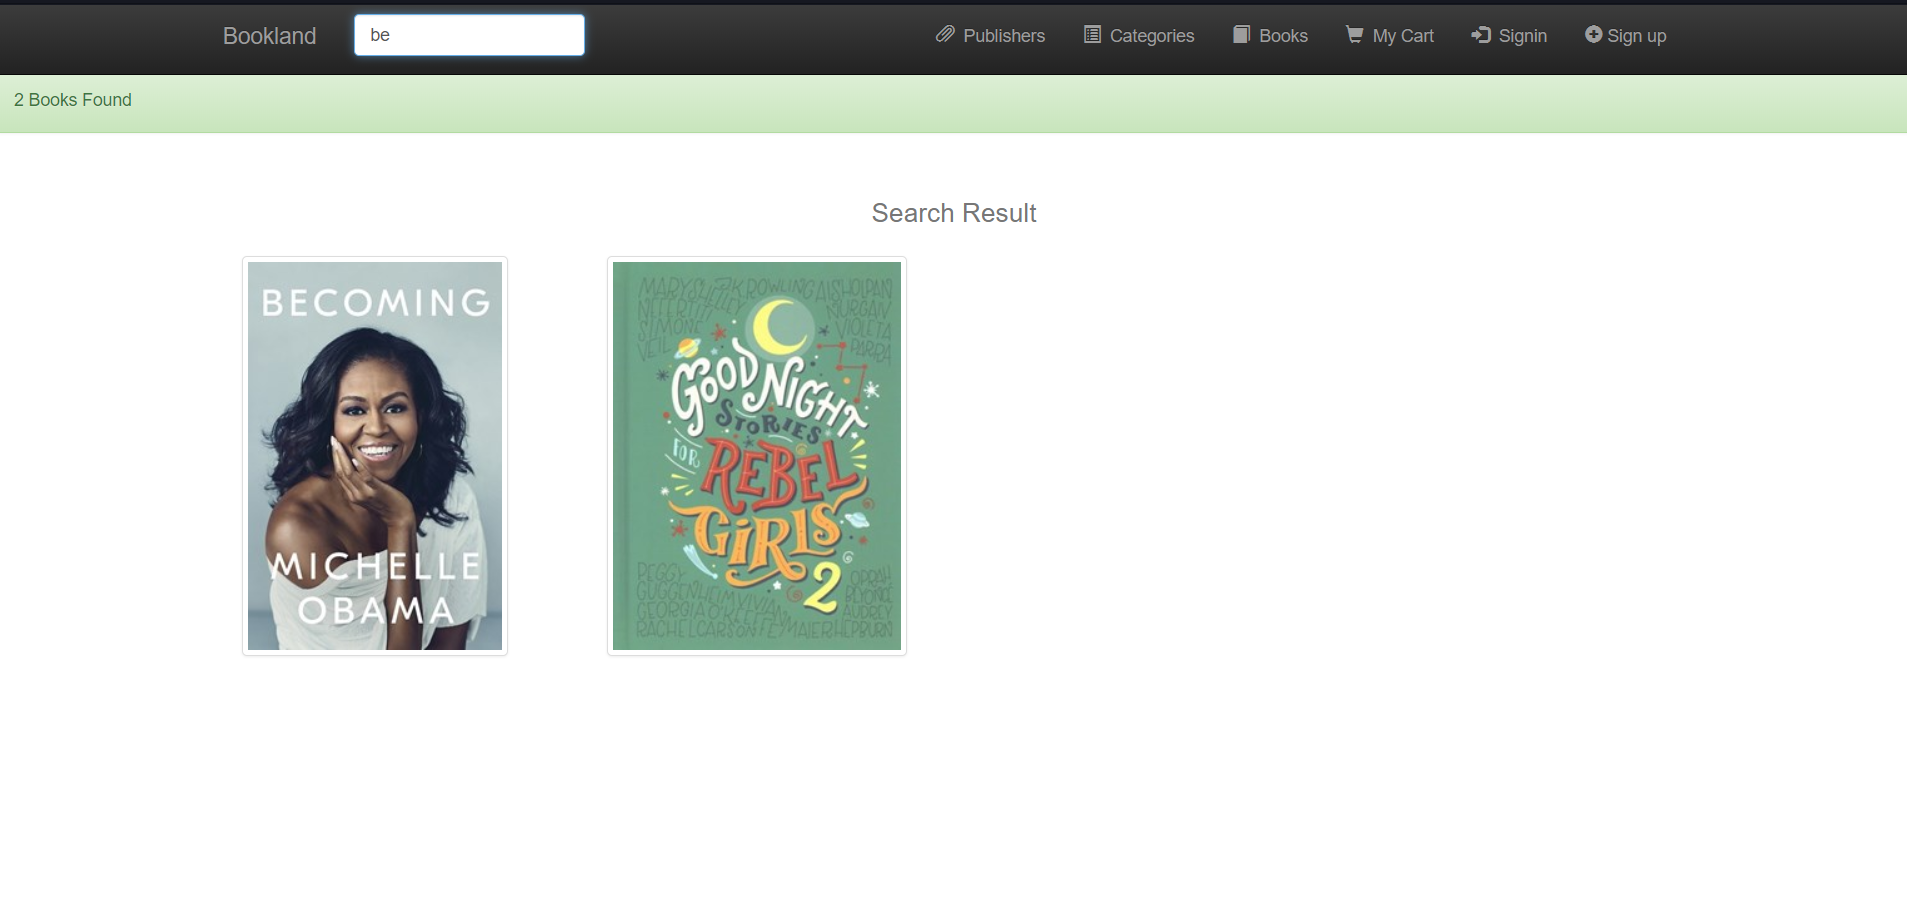 Bookland
be
Publishers
Categories
Books
My Cart
Signin
Sign up
2 Books Found
Search Result
BECOMING
MICHELLE
OBAMA
MARY SHELLEY J.K. ROWLING AISHOLPAN
NEFERTITI
NURGAN
SIMONE
VIOLETA
VEIL
PARRA
GOOD NIGHT
STORIES
FOR
REBEL
GIRLS
2
PEGGY
OPRAH
GUGGENHEIM VIVIAN
BEYONCE
GEORGIA O'KEEFFE
AUDREY
RACHEL CARSON
MAIER HEPBURN